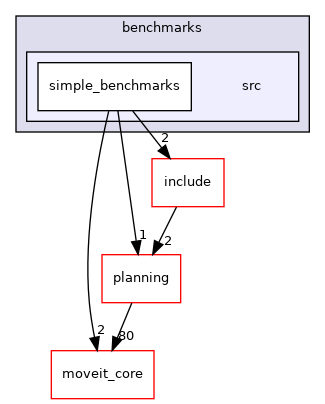 benchmarks
simple_benchmarks src
2
include
1 2
planning
2 80
moveit_core